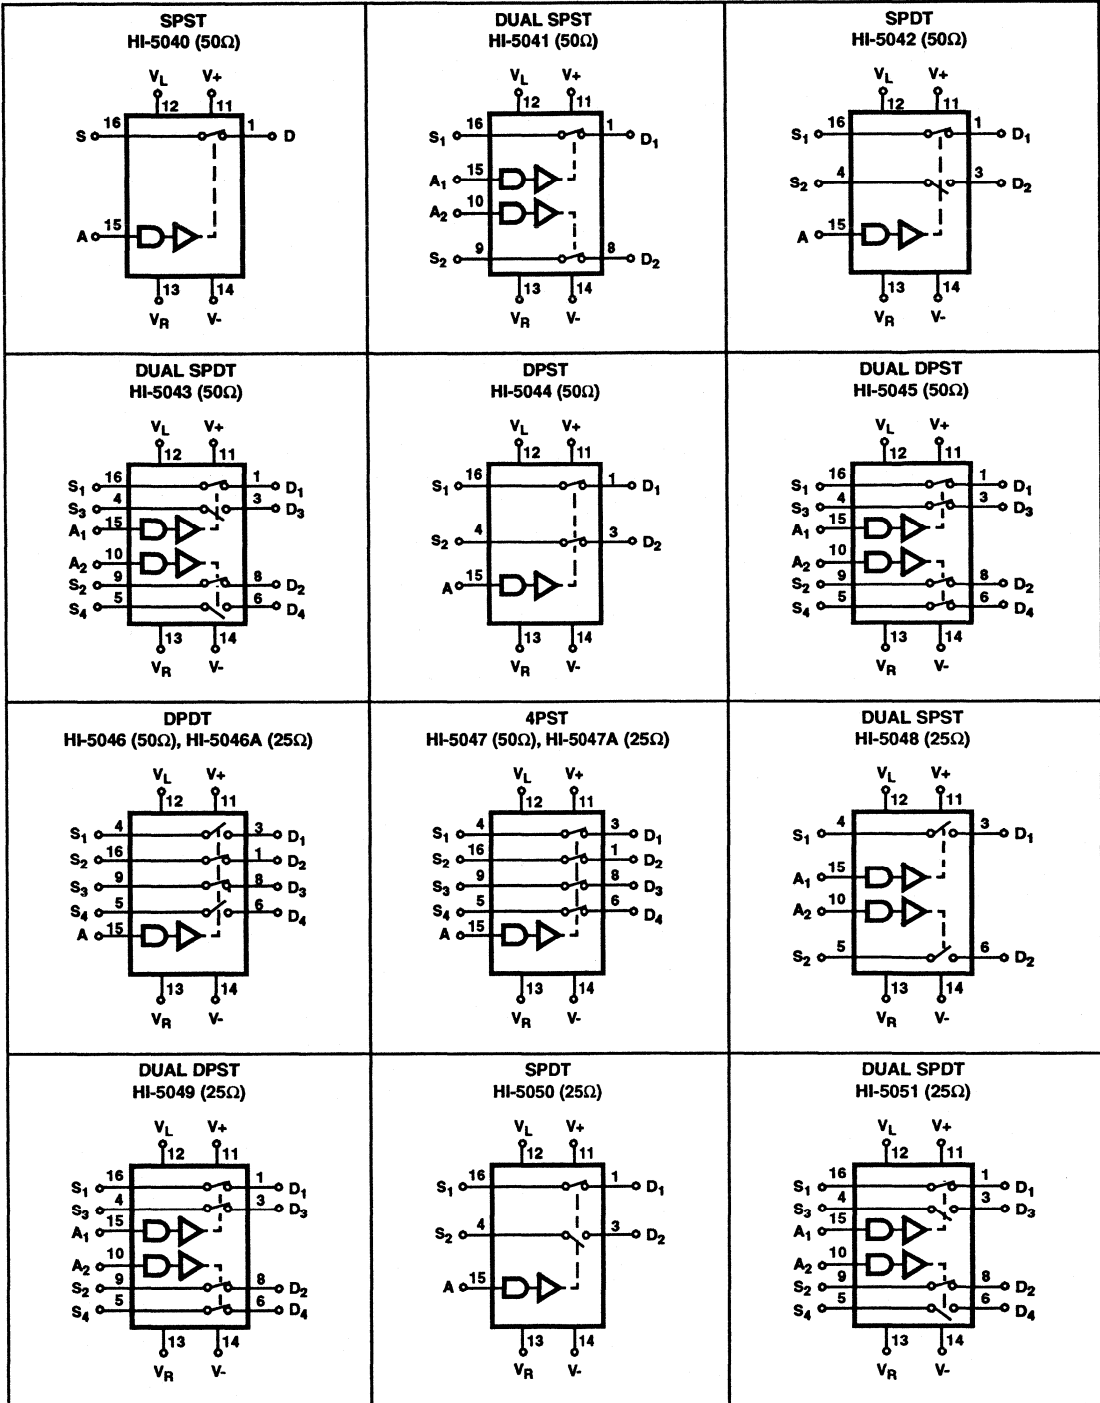 SPST
HI-5040 (50Ω)
VL V+
12 11
S 16 1 D
A 15
13 14
VR V-
DUAL SPST
HI-5041 (50Ω)
VL V+
12 11
S1 16 1 D1
A1 15
A2 10
S2 9 8 D2
13 14
VR V-
SPDT
HI-5042 (50Ω)
VL V+
12 11
S1 16 1 D1
S2 4 3 D2
A 15
13 14
VR V-
DUAL SPDT
HI-5043 (50Ω)
VL V+
12 11
S1 16 1 D1
S3 4 3 D3
A1 15
A2 10
S2 9 8 D2
S4 5 6 D4
13 14
VR V-
DPST
HI-5044 (50Ω)
VL V+
12 11
S1 16 1 D1
S2 4 3 D2
A 15
13 14
VR V-
DUAL DPST
HI-5045 (50Ω)
VL V+
12 11
S1 16 1 D1
S3 4 3 D3
A1 15
A2 10
S2 9 8 D2
S4 5 6 D4
13 14
VR V-
DPDT
HI-5046 (50Ω), HI-5046A (25Ω)
VL V+
12 11
S1 4 3 D1
S2 16 1 D2
S3 9 8 D3
S4 5 6 D4
A 15
13 14
VR V-
4PST
HI-5047 (50Ω), HI-5047A (25Ω)
VL V+
12 11
S1 4 3 D1
S2 16 1 D2
S3 9 8 D3
S4 5 6 D4
A 15
13 14
VR V-
DUAL SPST
HI-5048 (25Ω)
VL V+
12 11
S1 4 3 D1
A1 15
A2 10
S2 5 6 D2
13 14
VR V-
DUAL DPST
HI-5049 (25Ω)
VL V+
12 11
S1 16 1 D1
S3 4 3 D3
A1 15
A2 10
S2 9 8 D2
S4 5 6 D4
13 14
VR V-
SPDT
HI-5050 (25Ω)
VL V+
12 11
S1 16 1 D1
S2 4 3 D2
A 15
13 14
VR V-
DUAL SPDT
HI-5051 (25Ω)
VL V+
12 11
S1 16 1 D1
S3 4 3 D3
A1 15
A2 10
S2 9 8 D2
S4 5 6 D4
13 14
VR V-